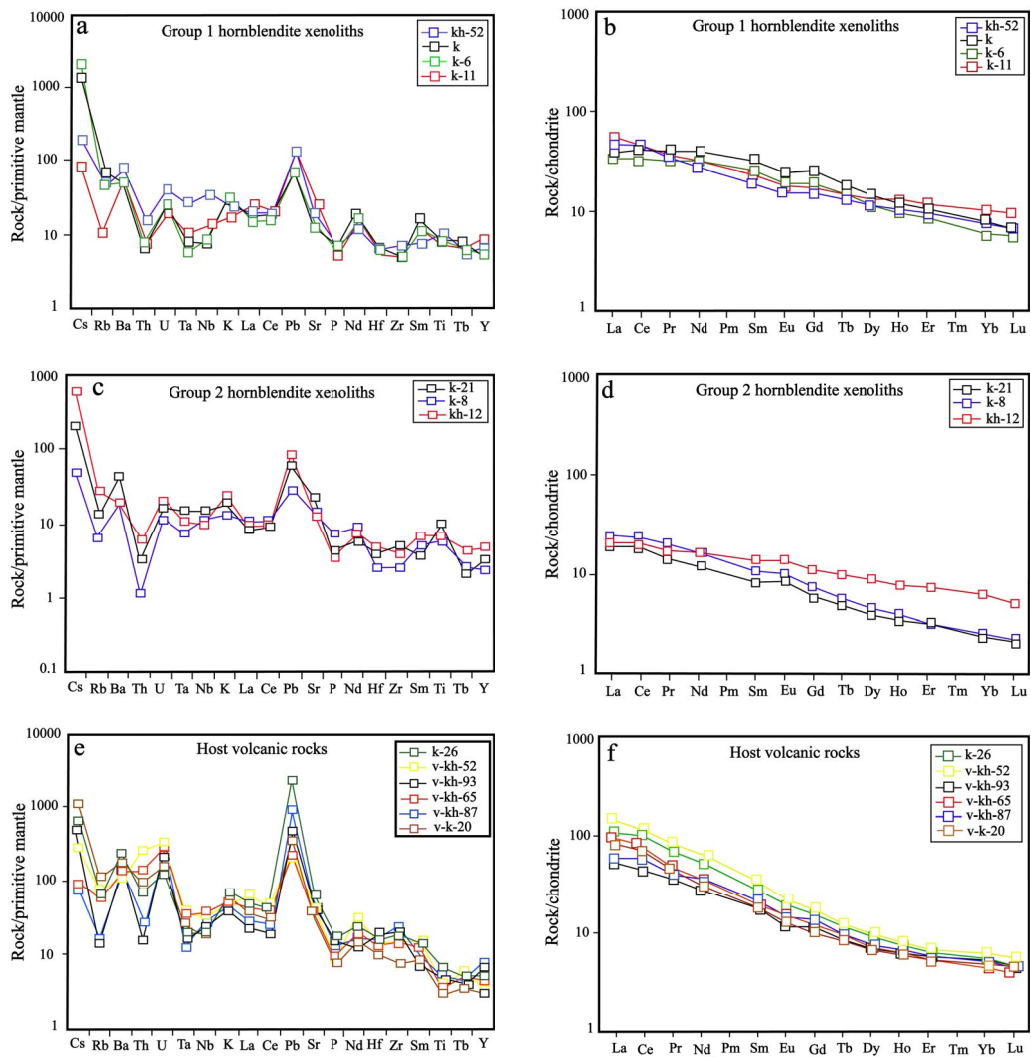 a
Group 1 hornblendite xenoliths
kh-52
k
k-6
k-11
Rock/primitive mantle
10000
1000
100
10
1
Cs Rb Ba Th U Ta Nb K La Ce Pb Sr P Nd Hf Zr Sm Ti Tb Y
b
Group 1 hornblendite xenoliths
kh-52
k
k-6
k-11
Rock/chondrite
1000
100
10
1
La Ce Pr Nd Pm Sm Eu Gd Tb Dy Ho Er Tm Yb Lu
c
Group 2 hornblendite xenoliths
k-21
k-8
kh-12
Rock/primitive mantle
1000
100
10
1
0.1
Cs Rb Ba Th U Ta Nb K La Ce Pb Sr P Nd Hf Zr Sm Ti Tb Y
d
Group 2 hornblendite xenoliths
k-21
k-8
kh-12
Rock/chondrite
1000
100
10
1
La Ce Pr Nd Pm Sm Eu Gd Tb Dy Ho Er Tm Yb Lu
e
Host volcanic rocks
k-26
v-kh-52
v-kh-93
v-kh-65
v-kh-87
v-k-20
Rock/primitive mantle
10000
1000
100
10
1
Cs Rb Ba Th U Ta Nb K La Ce Pb Sr P Nd Hf Zr Sm Ti Tb Y
f
Host volcanic rocks
k-26
v-kh-52
v-kh-93
v-kh-65
v-kh-87
v-k-20
Rock/chondrite
1000
100
10
1
La Ce Pr Nd Pm Sm Eu Gd Tb Dy Ho Er Tm Yb Lu